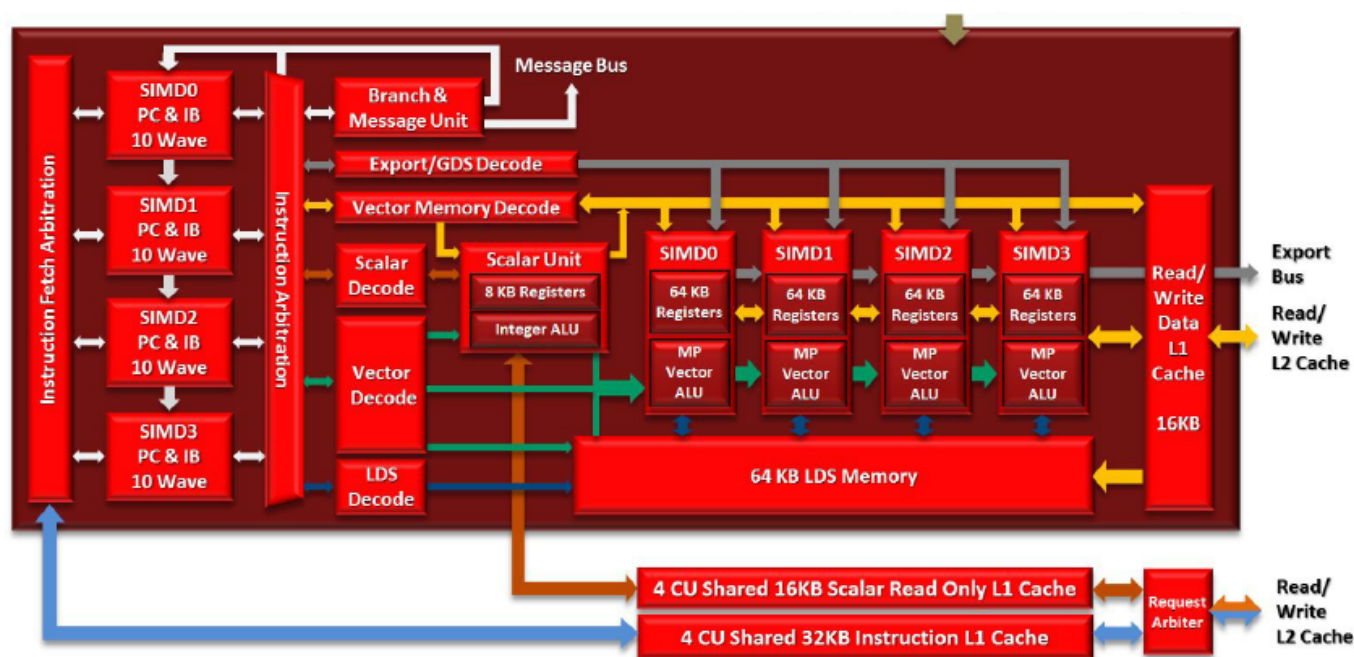 Instruction Fetch Arbitration
SIMD0
PC & IB
10 Wave
SIMD1
PC & IB
10 Wave
SIMD2
PC & IB
10 Wave
SIMD3
PC & IB
10 Wave
Instruction Arbitration
Branch &
Message Unit
Message Bus
Export/GDS Decode
Vector Memory Decode
Scalar
Decode
Scalar Unit
8 KB Registers
Integer ALU
Vector
Decode
LDS
Decode
SIMD0
64 KB
Registers
MP
Vector
ALU
SIMD1
64 KB
Registers
MP
Vector
ALU
SIMD2
64 KB
Registers
MP
Vector
ALU
SIMD3
64 KB
Registers
MP
Vector
ALU
64 KB LDS Memory
Read/
Write
Data
L1
Cache
16KB
Export
Bus
Read/
Write
L2 Cache
4 CU Shared 16KB Scalar Read Only L1 Cache
4 CU Shared 32KB Instruction L1 Cache
Request
Arbiter
Read/
Write
L2 Cache